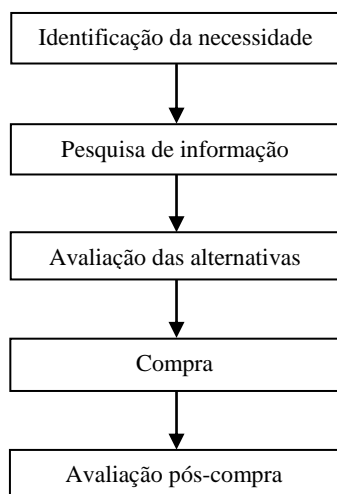 Identificação da necessidade
Pesquisa de informação
Avaliação das alternativas
Compra
Avaliação pós-compra